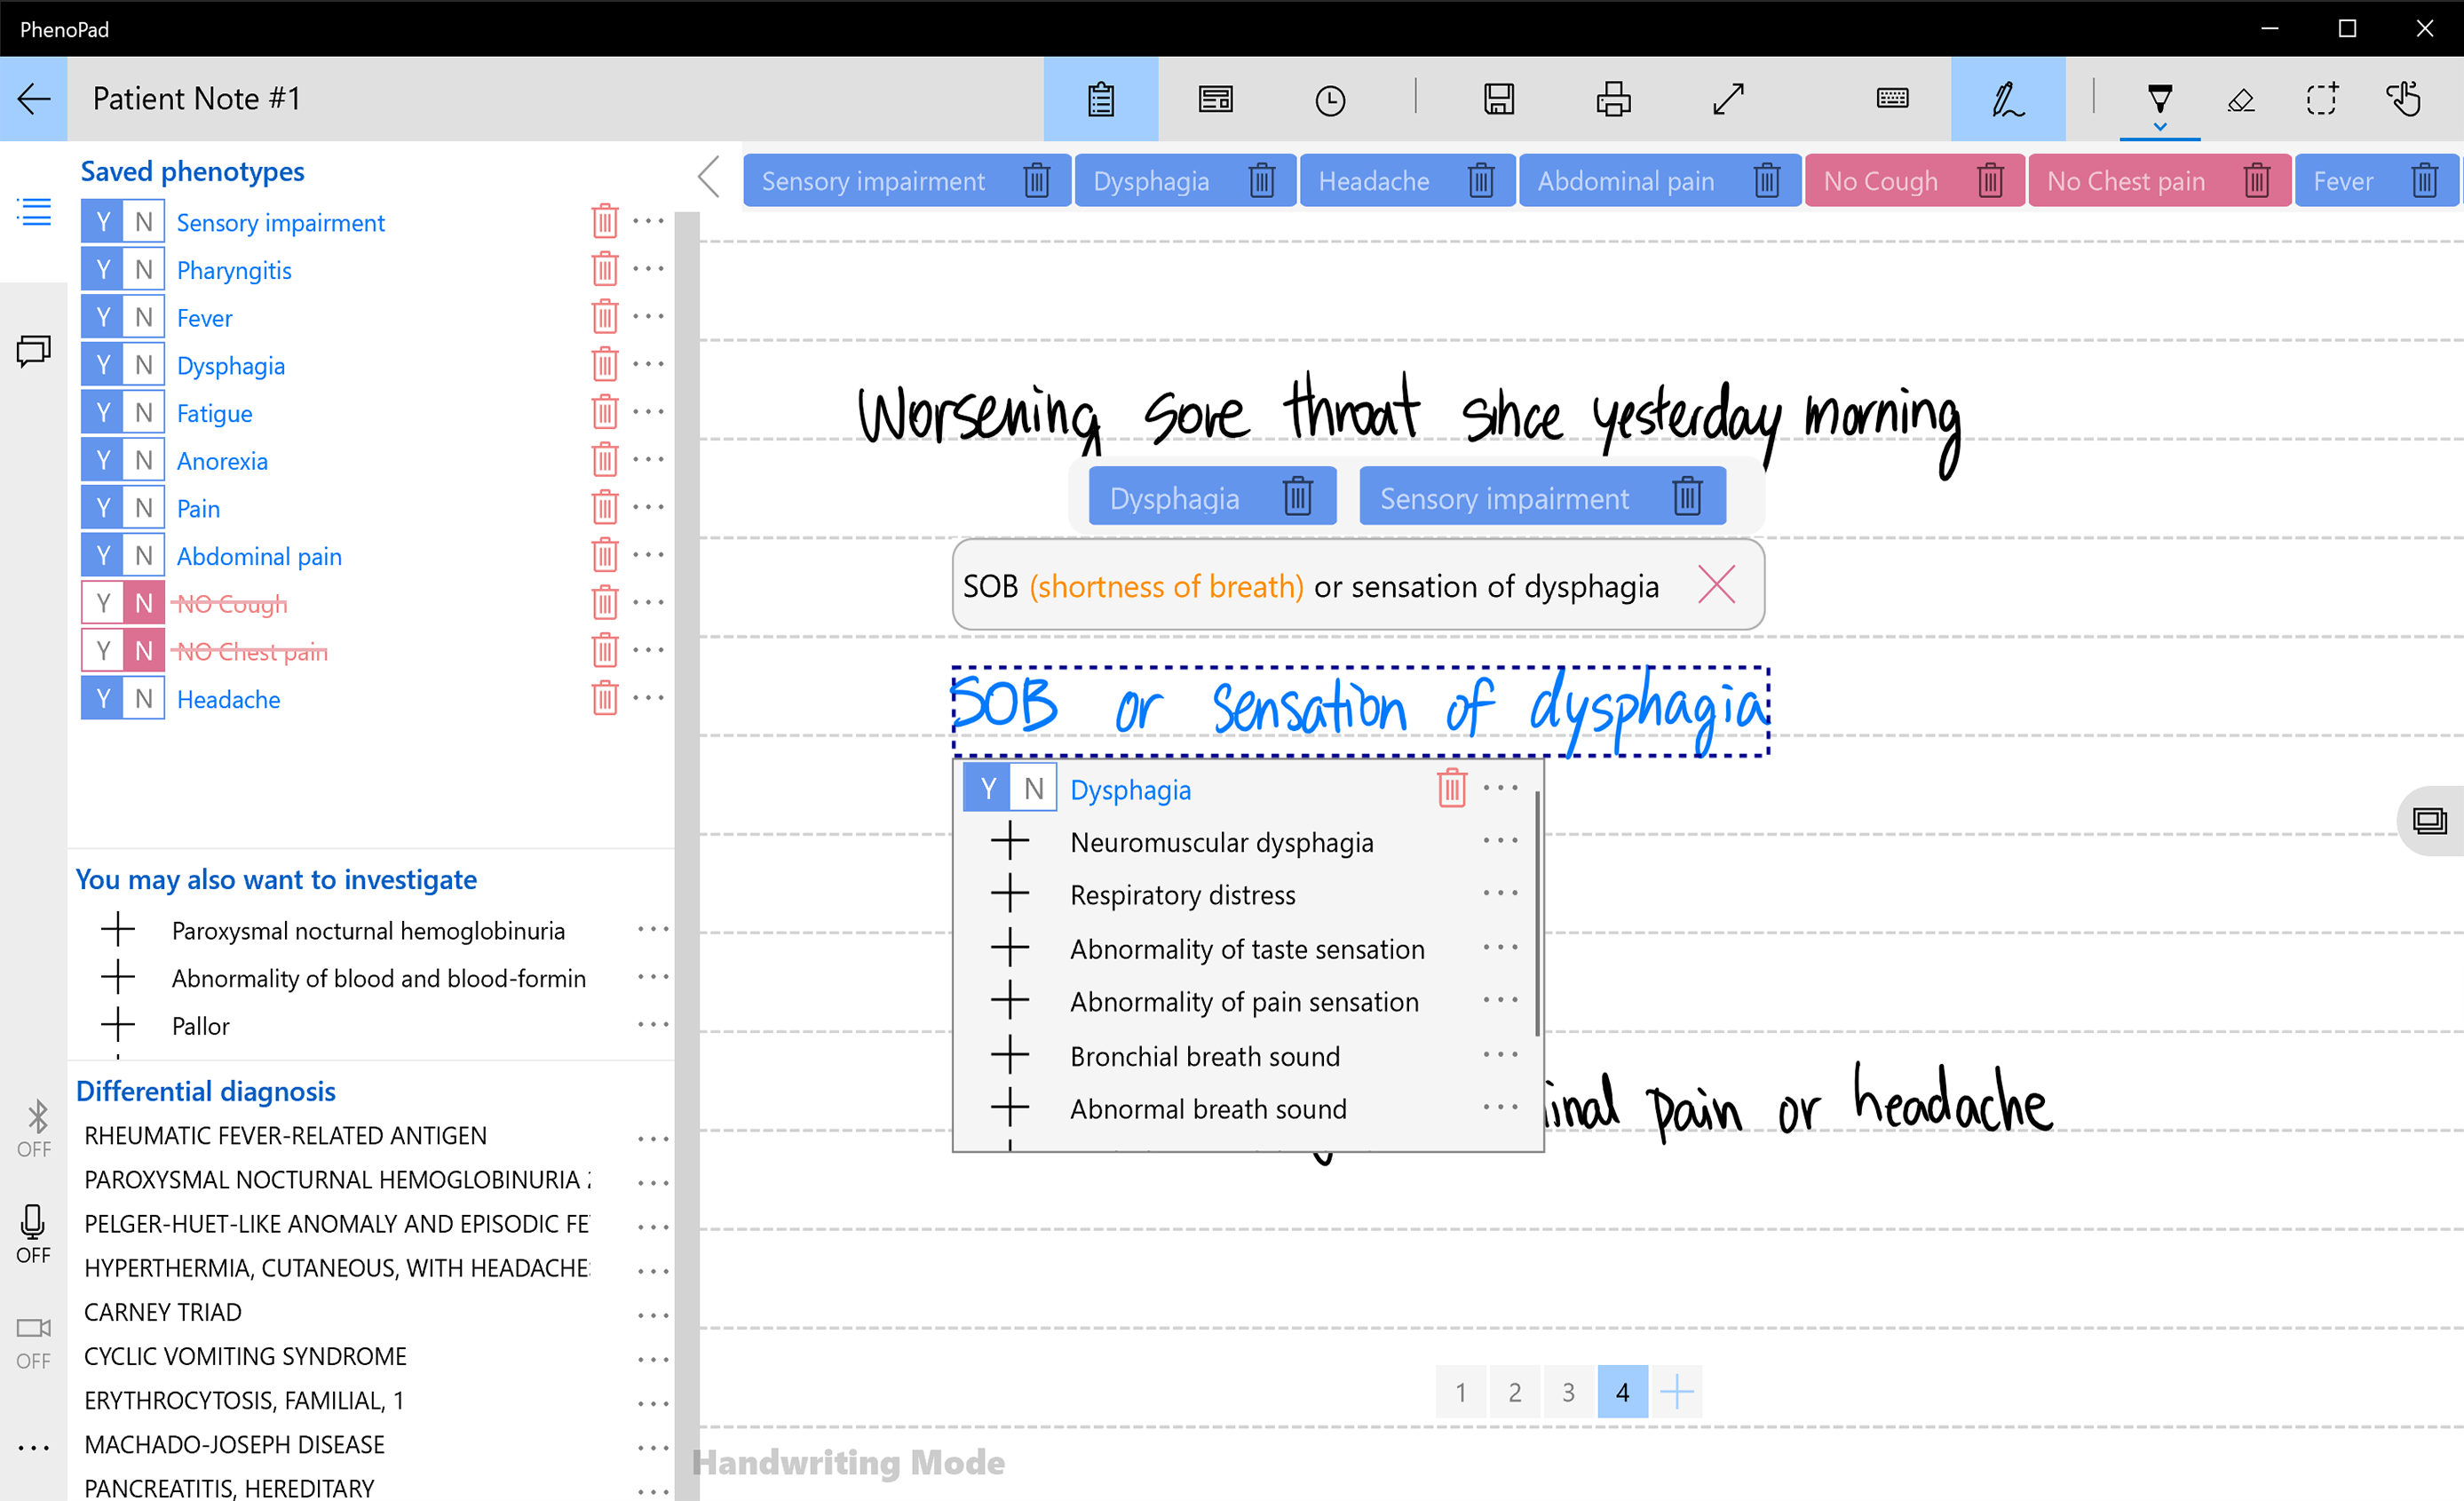 PhenoPad
Patient Note #1
Saved phenotypes
Y N Sensory impairment
Y N Pharyngitis
Y N Fever
Y N Dysphagia
Y N Fatigue
Y N Anorexia
Y N Pain
Y N Abdominal pain
Y N NO Cough
Y N NO Chest pain
Y N Headache
You may also want to investigate
Paroxysmal nocturnal hemoglobinuria
Abnormality of blood and blood-formin
Pallor
Differential diagnosis
RHEUMATIC FEVER-RELATED ANTIGEN
PAROXYSMAL NOCTURNAL HEMOGLOBINURIA
PELGER-HUET-LIKE ANOMALY AND EPISODIC FE
HYPERTHERMIA, CUTANEOUS, WITH HEADACHE
CARNEY TRIAD
CYCLIC VOMITING SYNDROME
ERYTHROCYTOSIS, FAMILIAL, 1
MACHADO-JOSEPH DISEASE
PANCREATITIS, HEREDITARY
OFF
OFF
OFF
Sensory impairment Dysphagia Headache Abdominal pain No Cough No Chest pain Fever
Worsening sore throat since yesterday morning
Dysphagia Sensory impairment
SOB (shortness of breath) or sensation of dysphagia
SOB or sensation of dysphagia
Y N Dysphagia
Neuromuscular dysphagia
Respiratory distress
Abnormality of taste sensation
Abnormality of pain sensation
Bronchial breath sound
Abnormal breath sound
inal pain or headache
1 2 3 4
Handwriting Mode